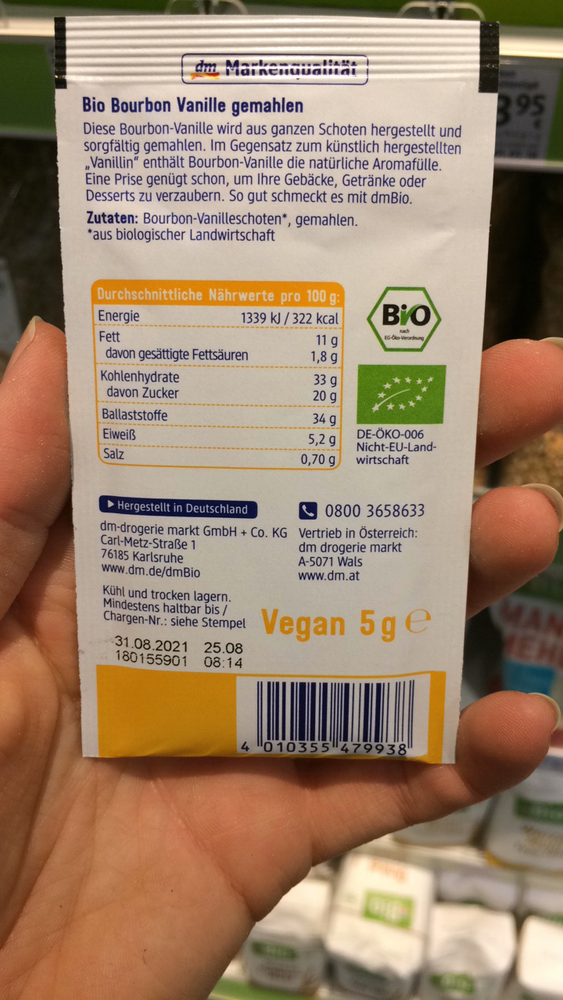 dm Markenqualität
Bio Bourbon Vanille gemahlen
Diese Bourbon-Vanille wird aus ganzen Schoten hergestellt und
sorgfältig gemahlen. Im Gegensatz zum künstlich hergestellten
„Vanillin“ enthält Bourbon-Vanille die natürliche Aromafülle.
Eine Prise genügt schon, um Ihre Gebäcke, Getränke oder
Desserts zu verzaubern. So gut schmeckt es mit dmBio.
Zutaten: Bourbon-Vanilleschoten*, gemahlen.
*aus biologischer Landwirtschaft
Durchschnittliche Nährwerte pro 100 g:
Energie 1339 kJ / 322 kcal
Fett 11 g
davon gesättigte Fettsäuren 1,8 g
Kohlenhydrate 33 g
davon Zucker 20 g
Ballaststoffe 34 g
Eiweiß 5,2 g
Salz 0,70 g
Bio
nach
EG-Öko-Verordnung
DE-ÖKO-006
Nicht-EU-Land-
wirtschaft
Hergestellt in Deutschland
dm-drogerie markt GmbH + Co. KG
Carl-Metz-Straße 1
76185 Karlsruhe
www.dm.de/dmBio
0800 3658633
Vertrieb in Österreich:
dm drogerie markt
A-5071 Wals
www.dm.at
Kühl und trocken lagern.
Mindestens haltbar bis /
Chargen-Nr.: siehe Stempel
31.08.2021 25.08
180155901 08:14
Vegan 5 g e
4 010355 479938
95
€
BIO